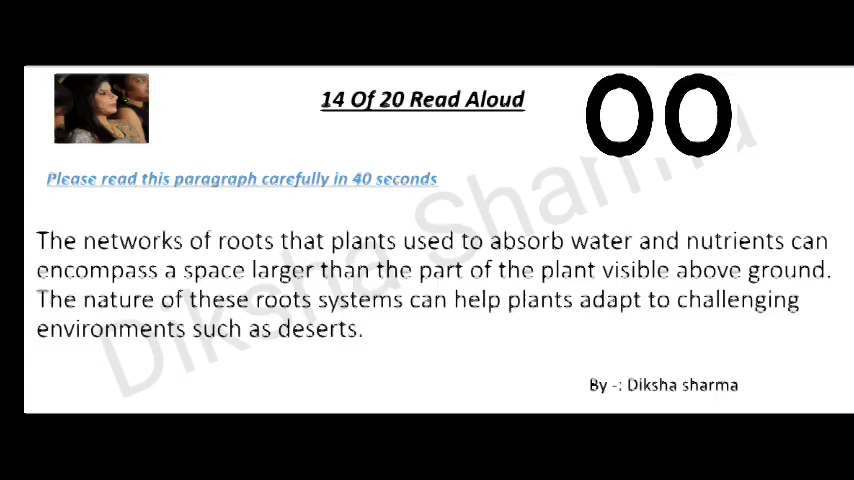 14 Of 20 Read Aloud
00
Please read this paragraph carefully in 40 seconds
The networks of roots that plants used to absorb water and nutrients can
encompass a space larger than the part of the plant visible above ground.
The nature of these roots systems can help plants adapt to challenging
environments such as deserts.
Diksha Sharma
By -: Diksha sharma